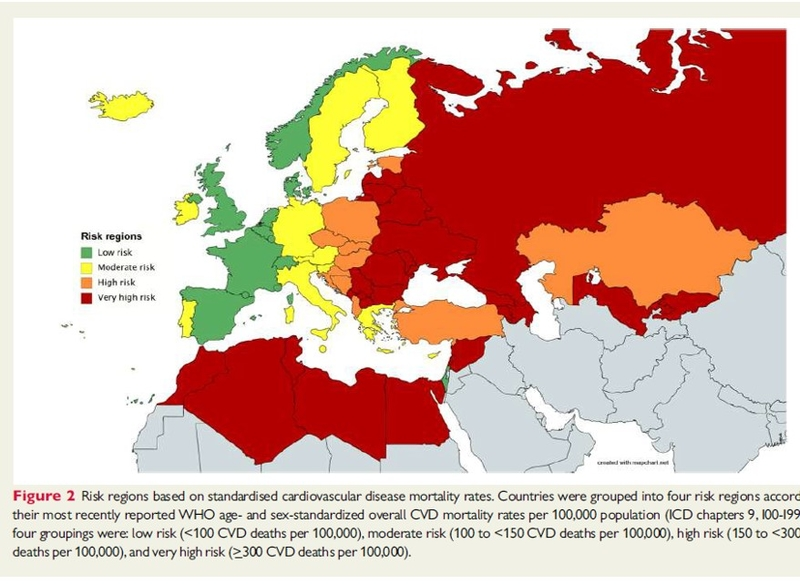 Risk regions
Low risk
Moderate risk
High risk
Very high risk
created with mapchart.net
Figure 2 Risk regions based on standardised cardiovascular disease mortality rates. Countries were grouped into four risk regions accord
their most recently reported WHO age- and sex-standardized overall CVD mortality rates per 100,000 population (ICD chapters 9, I00-I99
four groupings were: low risk (<100 CVD deaths per 100,000), moderate risk (100 to <150 CVD deaths per 100,000), high risk (150 to <300
deaths per 100,000), and very high risk (≥300 CVD deaths per 100,000).